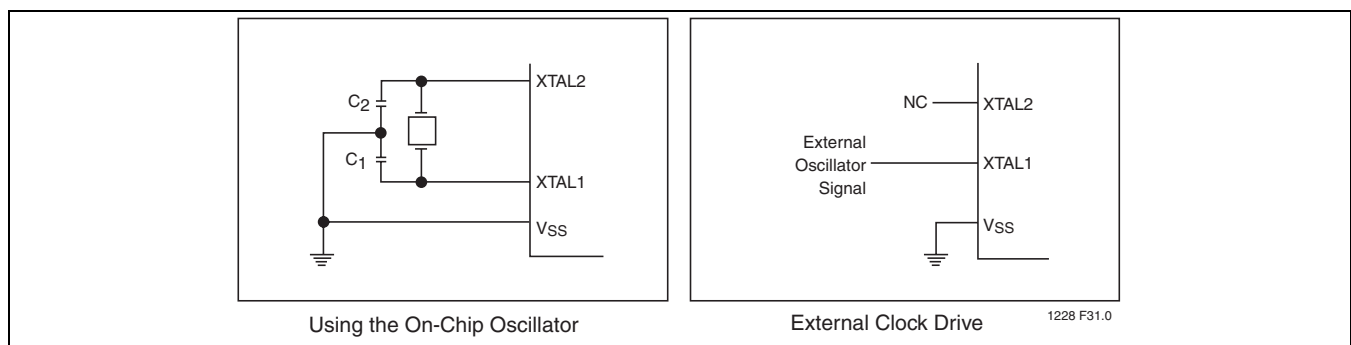 C2
C1
XTAL2
XTAL1
VSS
Using the On-Chip Oscillator
NC
XTAL2
External
Oscillator
Signal
XTAL1
VSS
External Clock Drive
1228 F31.0